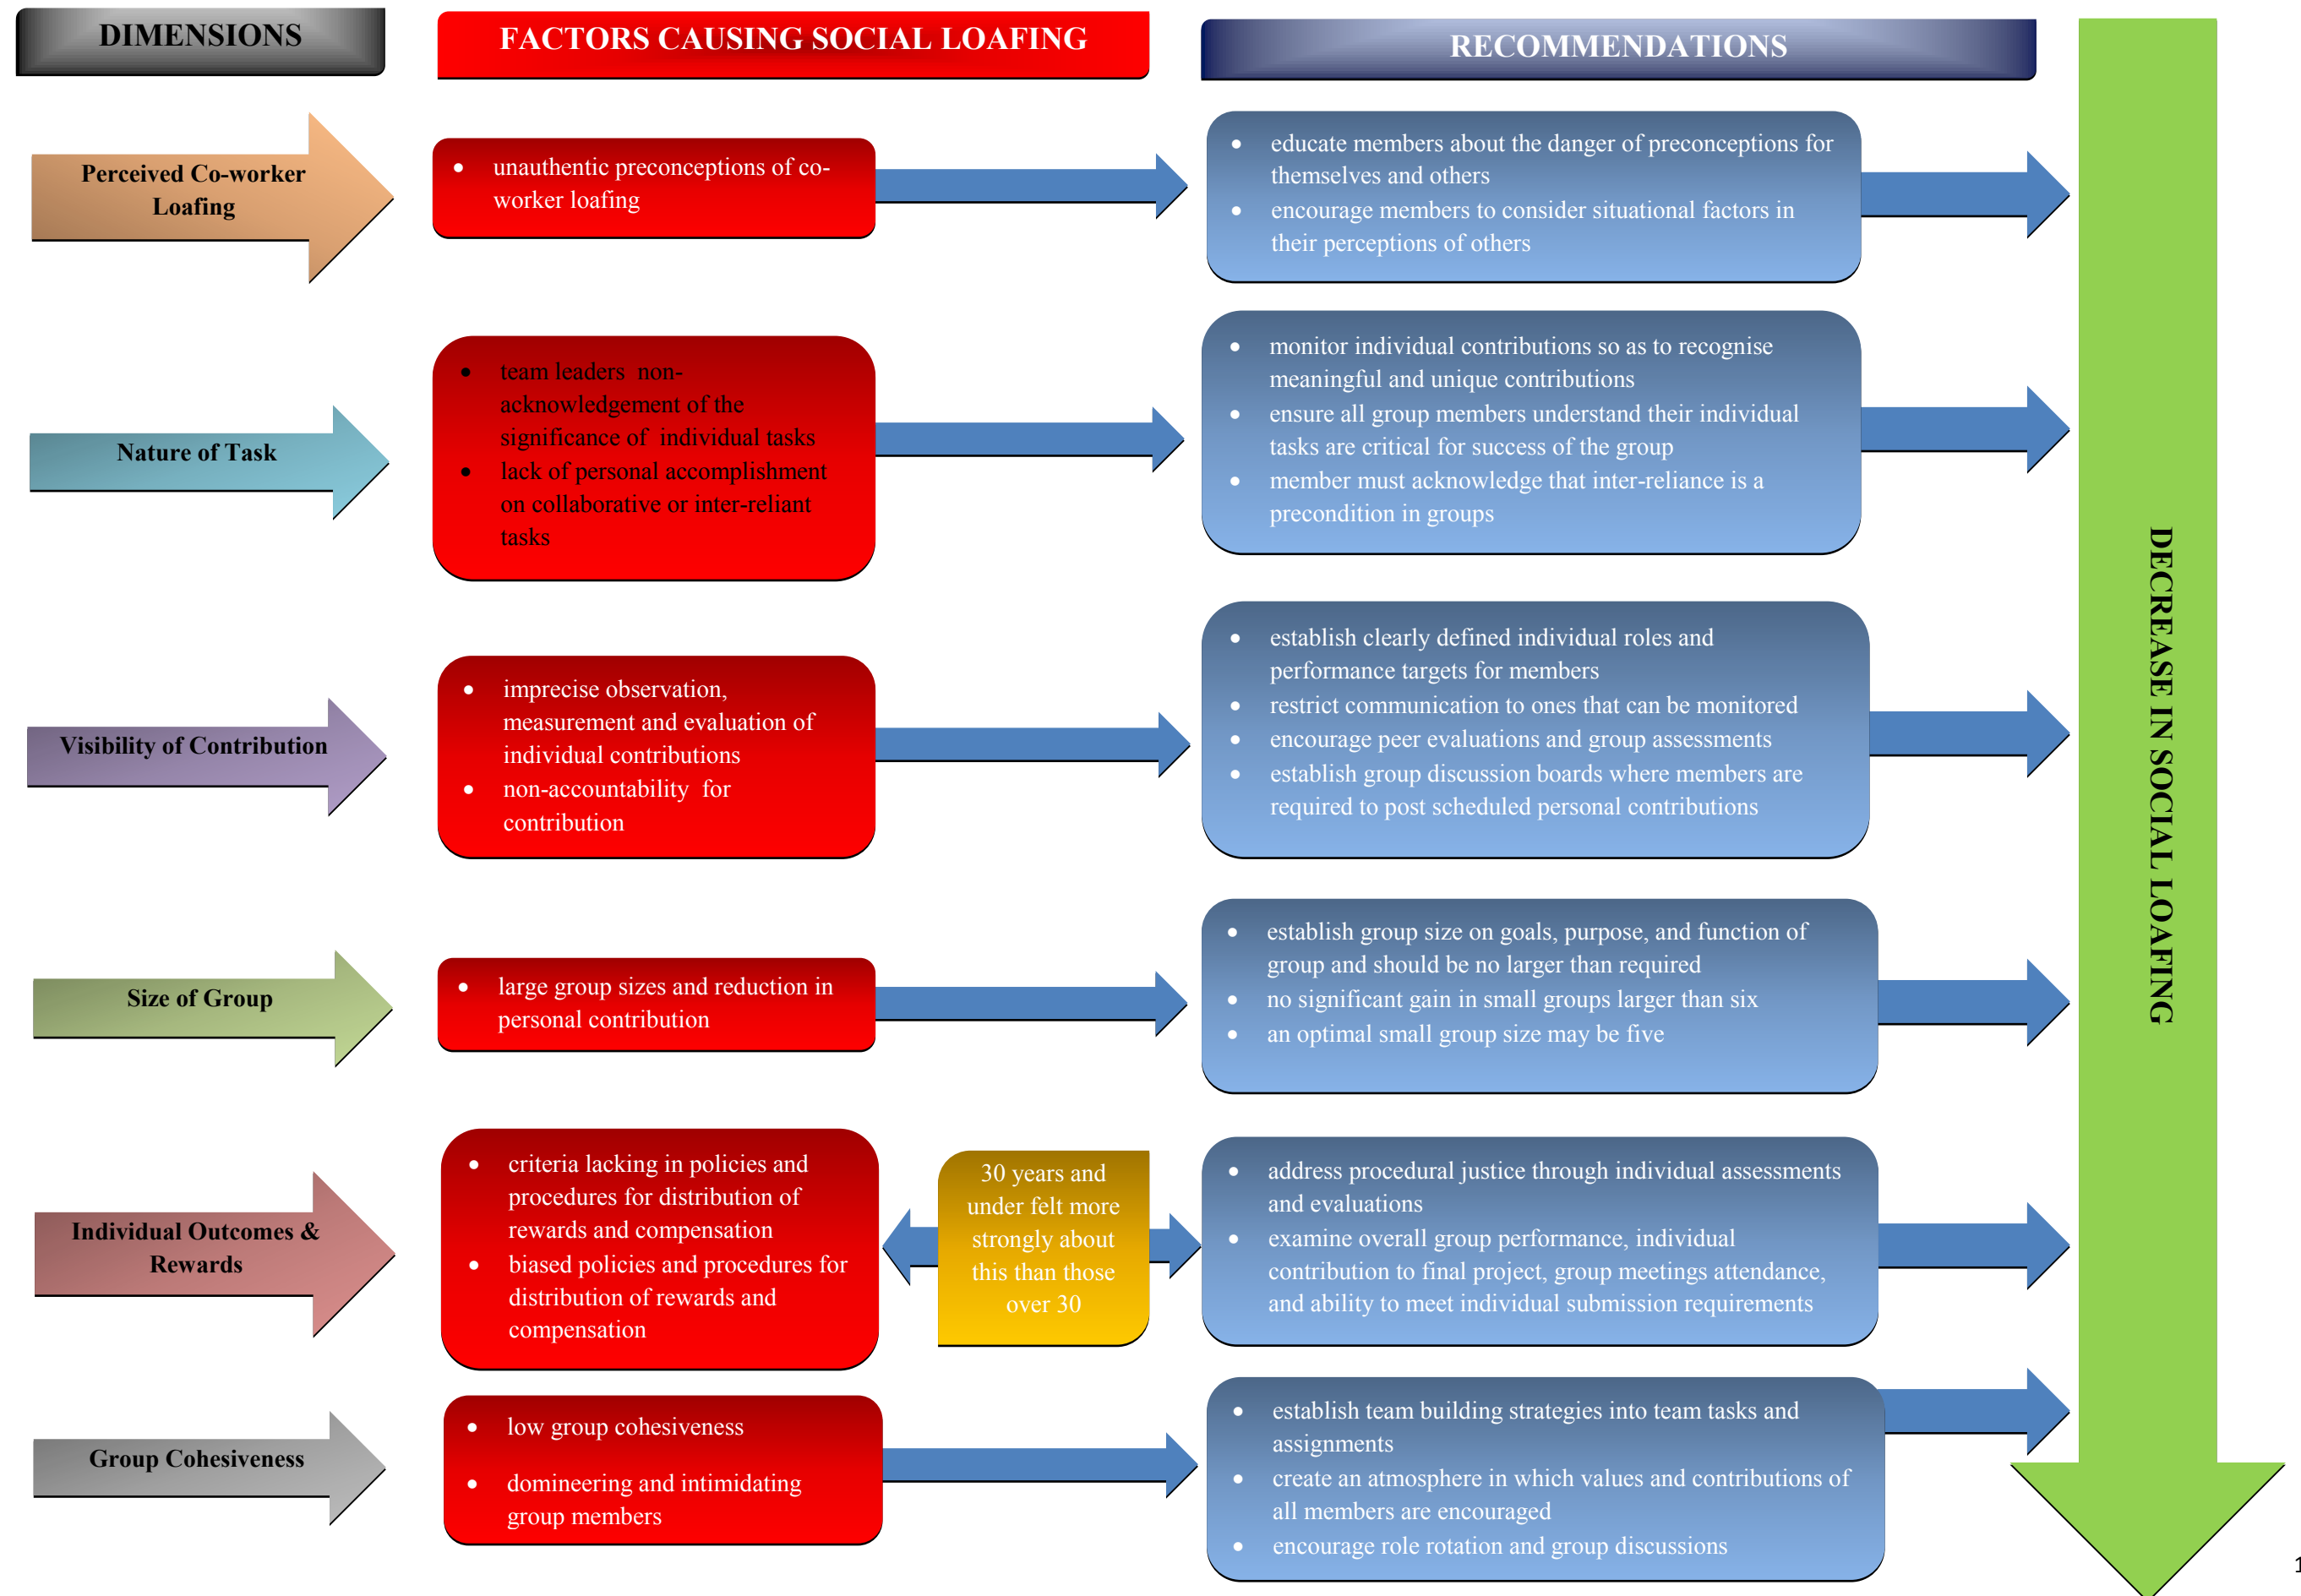 DIMENSIONS
FACTORS CAUSING SOCIAL LOAFING
RECOMMENDATIONS
Perceived Co-worker
Loafing
• unauthentic preconceptions of co-
worker loafing
• educate members about the danger of preconceptions for
themselves and others
• encourage members to consider situational factors in
their perceptions of others
Nature of Task
• team leaders non-
acknowledgement of the
significance of individual tasks
• lack of personal accomplishment
on collaborative or inter-reliant
tasks
• monitor individual contributions so as to recognise
meaningful and unique contributions
• ensure all group members understand their individual
tasks are critical for success of the group
• member must acknowledge that inter-reliance is a
precondition in groups
Visibility of Contribution
• imprecise observation,
measurement and evaluation of
individual contributions
• non-accountability for
contribution
• establish clearly defined individual roles and
performance targets for members
• restrict communication to ones that can be monitored
• encourage peer evaluations and group assessments
• establish group discussion boards where members are
required to post scheduled personal contributions
Size of Group
• large group sizes and reduction in
personal contribution
• establish group size on goals, purpose, and function of
group and should be no larger than required
• no significant gain in small groups larger than six
• an optimal small group size may be five
Individual Outcomes &
Rewards
• criteria lacking in policies and
procedures for distribution of
rewards and compensation
• biased policies and procedures for
distribution of rewards and
compensation
30 years and
under felt more
strongly about
this than those
over 30
• address procedural justice through individual assessments
and evaluations
• examine overall group performance, individual
contribution to final project, group meetings attendance,
and ability to meet individual submission requirements
Group Cohesiveness
• low group cohesiveness
• domineering and intimidating
group members
• establish team building strategies into team tasks and
assignments
• create an atmosphere in which values and contributions of
all members are encouraged
• encourage role rotation and group discussions
DECREASE IN SOCIAL LOAFING
1